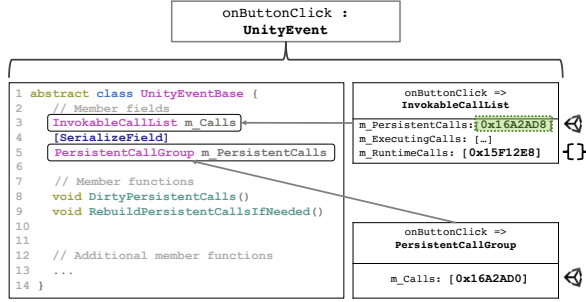 onButtonClick :
UnityEvent
1 abstract class UnityEventBase {
2 // Member fields
3 InvokableCallList m_Calls
4 [SerializeField]
5 PersistentCallGroup m_PersistentCalls
6
7 // Member functions
8 void DirtyPersistentCalls()
9 void RebuildPersistentCallsIfNeeded()
10
11
12 // Additional member functions
13 ...
14 }
onButtonClick =>
InvokableCallList
m_PersistentCalls:[0x16A2AD8]
m_ExecutingCalls: […]
m_RuntimeCalls: [0x15F12E8]
{}
onButtonClick =>
PersistentCallGroup
m_Calls: [0x16A2AD0]